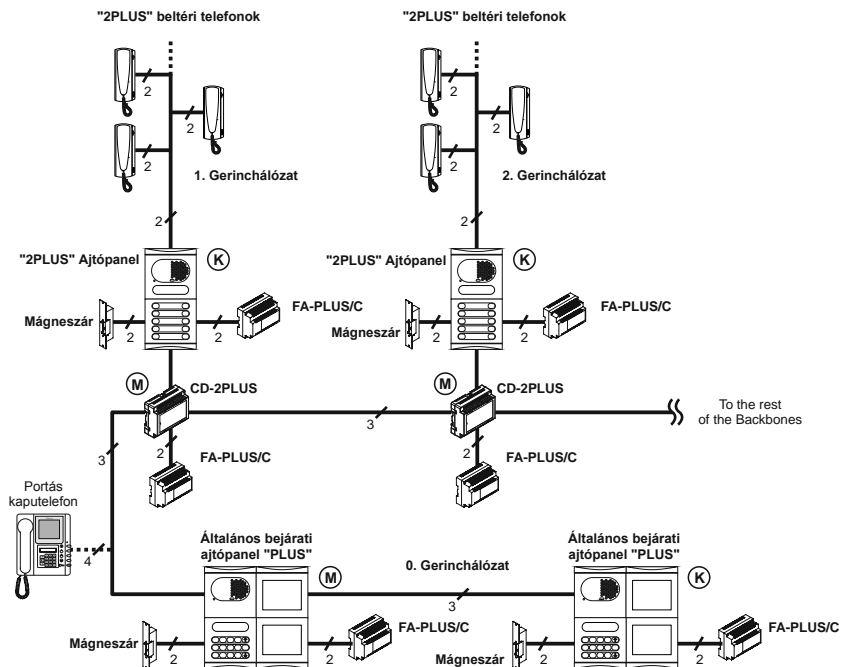 "2PLUS" beltéri telefonok
"2PLUS" beltéri telefonok
2
2
2
2
2
2
1. Gerinchálózat
2. Gerinchálózat
2
2
"2PLUS" Ajtópanel
K
"2PLUS" Ajtópanel
K
FA-PLUS/C
FA-PLUS/C
Mágneszár
Mágneszár
2
2
2
2
M
CD-2PLUS
M
CD-2PLUS
To the rest
of the Backbones
3
3
2
2
FA-PLUS/C
FA-PLUS/C
Portás
kaputelefon
4
Általános bejárati
ajtópanel "PLUS"
Általános bejárati
ajtópanel "PLUS"
M
0. Gerinchálózat
K
3
Mágneszár
FA-PLUS/C
Mágneszár
FA-PLUS/C
2
2
2
2